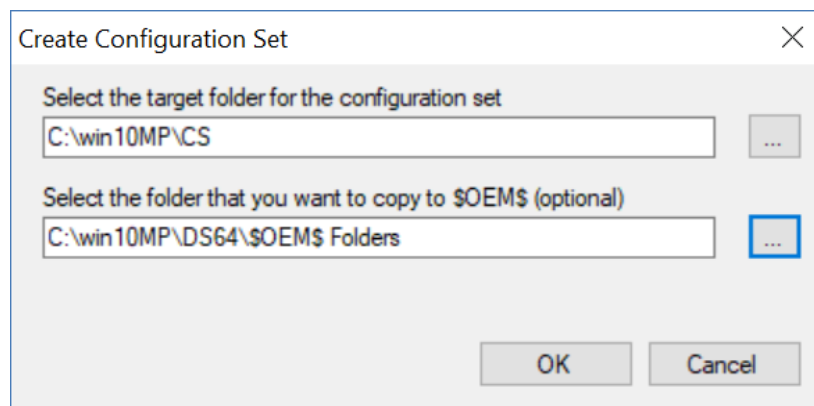 Create Configuration Set
Select the target folder for the configuration set
C:\win10MP\CS
...
Select the folder that you want to copy to $OEM$ (optional)
C:\win10MP\DS64\$OEM$ Folders
...
OK
Cancel